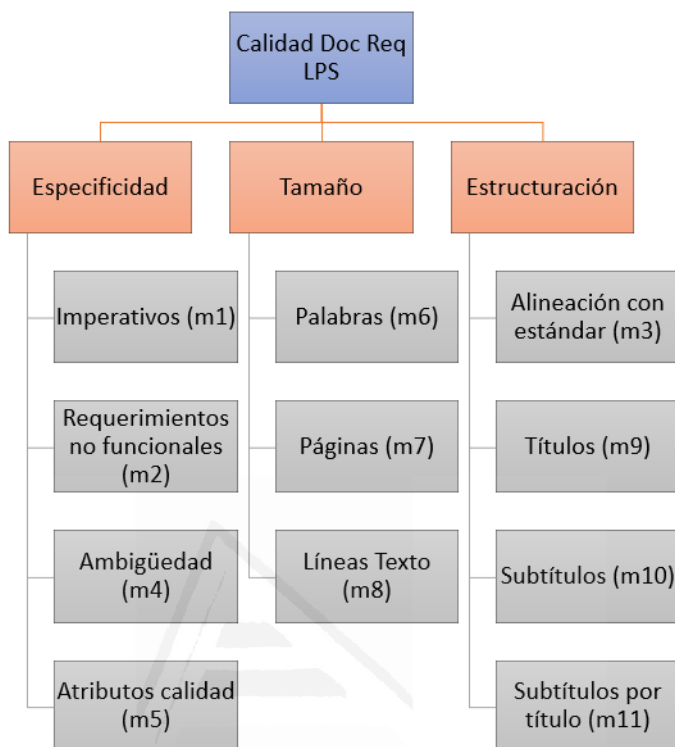 Calidad Doc Req
LPS
Especificidad
Tamaño
Estructuración
Imperativos (m1)
Palabras (m6)
Alineación con
estándar (m3)
Requerimientos
no funcionales
(m2)
Páginas (m7)
Títulos (m9)
Ambigüedad
(m4)
Líneas Texto
(m8)
Subtítulos (m10)
Atributos calidad
(m5)
Subtítulos por
título (m11)